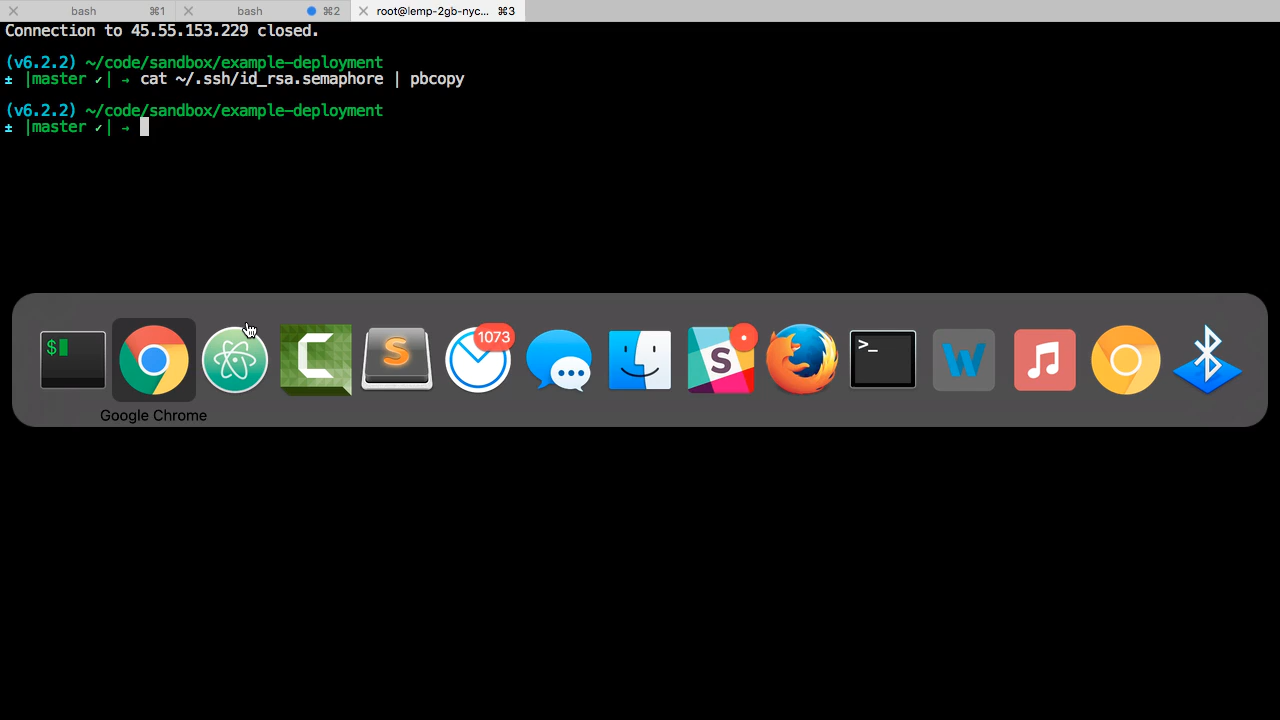 bash ⌘1 bash ⌘2 root@lemp-2gb-nyc... ⌘3
Connection to 45.55.153.229 closed.
(v6.2.2) ~/code/sandbox/example-deployment
± |master ✓| → cat ~/.ssh/id_rsa.semaphore | pbcopy
(v6.2.2) ~/code/sandbox/example-deployment
± |master ✓| →
$ C S 1073 S >_ W
Google Chrome